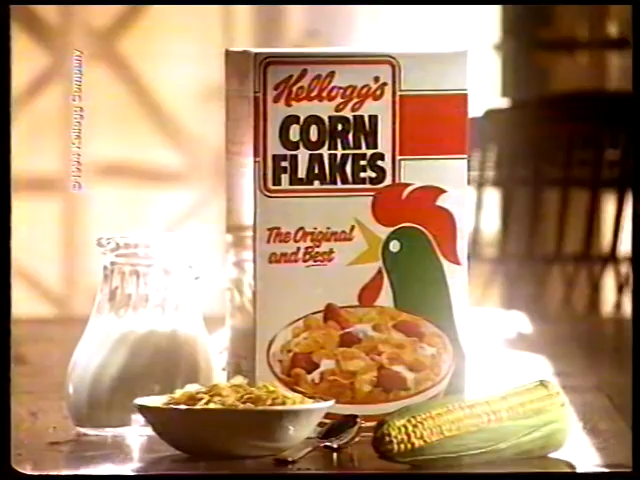 Kellogg's
CORN
FLAKES
The Original
and Best